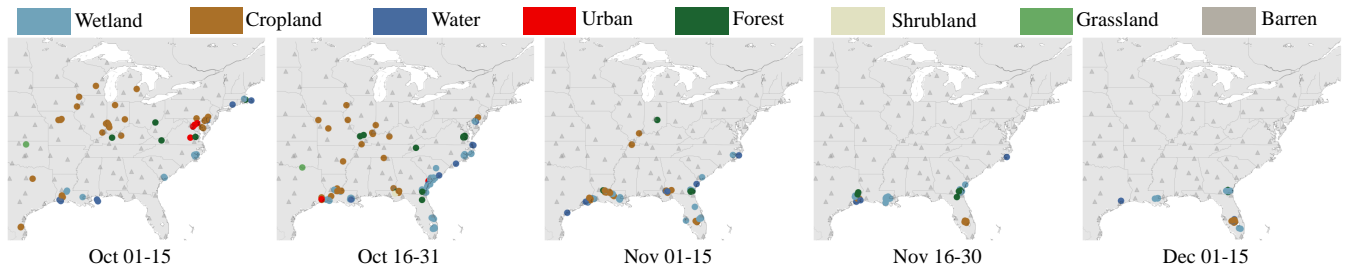 Wetland Cropland Water Urban Forest Shrubland Grassland Barren
Oct 01-15 Oct 16-31 Nov 01-15 Nov 16-30 Dec 01-15